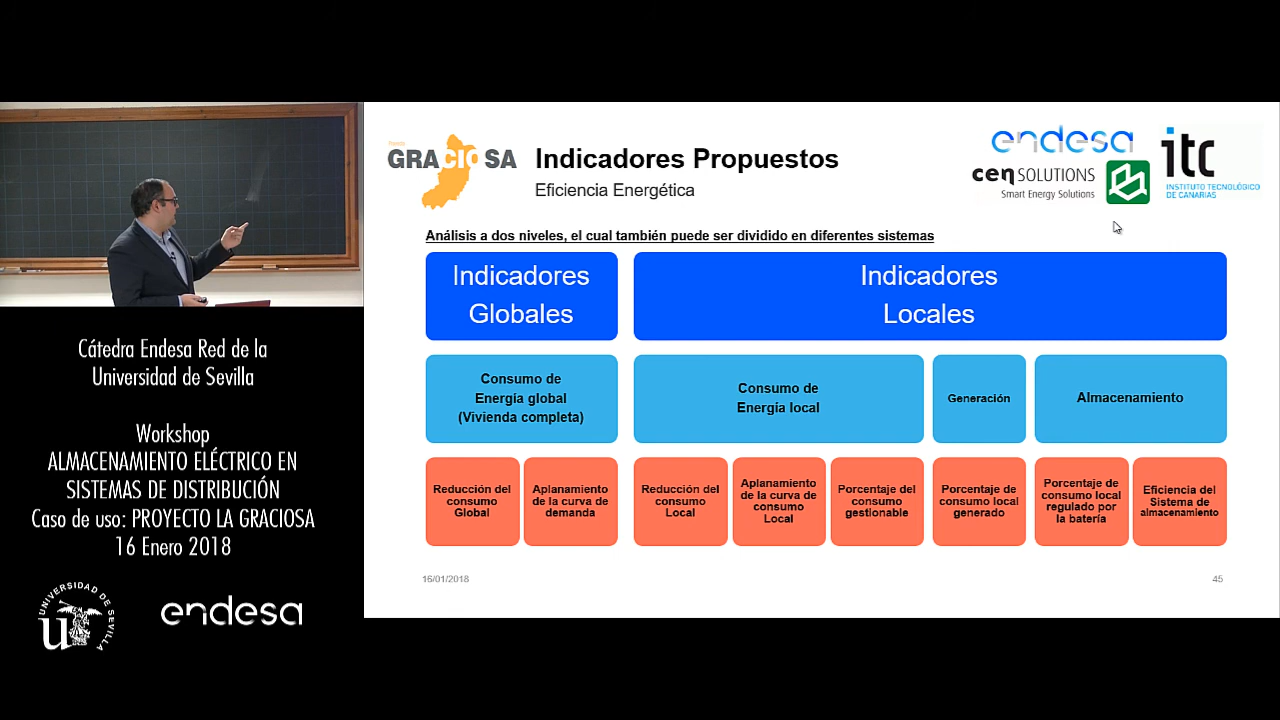 Cátedra Endesa Red de la
Universidad de Sevilla
Workshop
ALMACENAMIENTO ELÉCTRICO EN
SISTEMAS DE DISTRIBUCIÓN
Caso de uso: PROYECTO LA GRACIOSA
16 Enero 2018
UNIVERSIDAD DE SEVILLA
endesa
GRACIOSA
Indicadores Propuestos
Eficiencia Energética
endesa
cen SOLUTIONS
Smart Energy Solutions
itc
INSTITUTO TECNOLÓGICO
DE CANARIAS
Análisis a dos niveles, el cual también puede ser dividido en diferentes sistemas
Indicadores
Globales
Indicadores
Locales
Consumo de
Energía global
(Vivienda completa)
Consumo de
Energía local
Generación
Almacenamiento
Reducción del
consumo
Global
Aplanamiento
de la curva de
demanda
Reducción del
consumo
Local
Aplanamiento
de la curva de
consumo
Local
Porcentaje del
consumo
gestionable
Porcentaje de
consumo local
generado
Porcentaje de
consumo local
regulado por
la batería
Eficiencia del
Sistema de
almacenamiento
16/01/2018
45